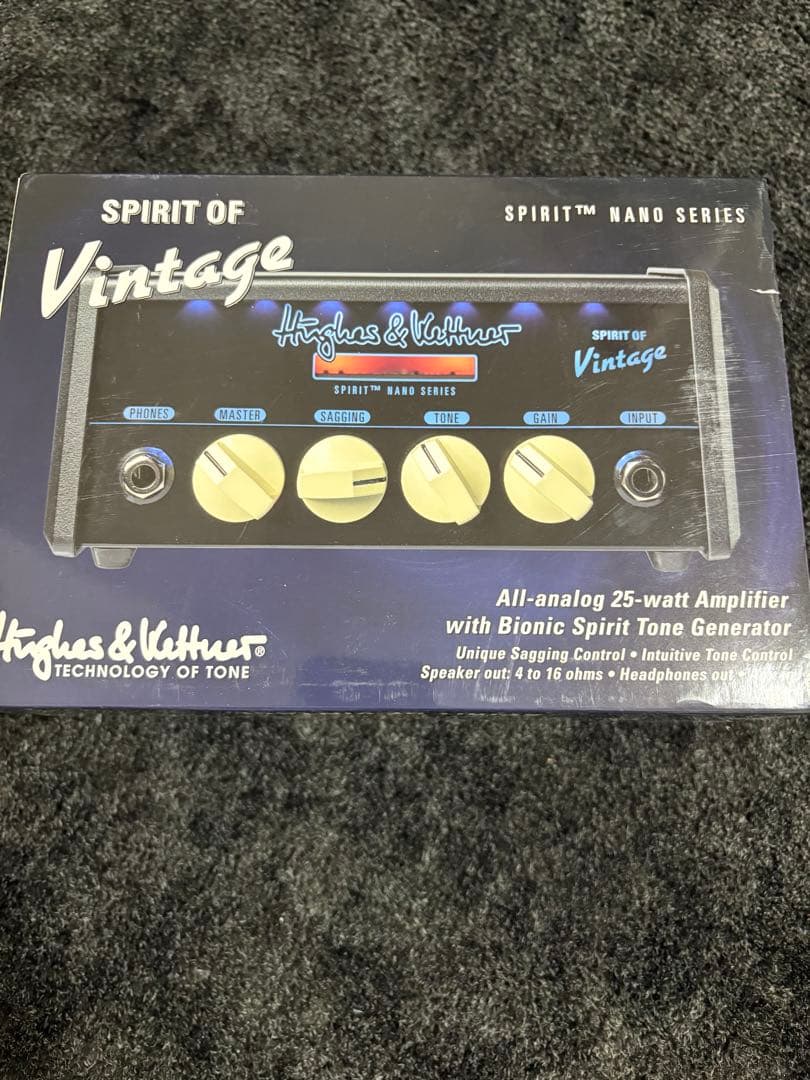 SPIRIT OF
Vintage
SPIRIT™ NANO SERIES
Hughes & Kettner
SPIRIT™ NANO SERIES
SPIRIT OF
Vintage
PHONES MASTER SAGGING TONE GAIN INPUT
All-analog 25-watt Amplifier
with Bionic Spirit Tone Generator
Unique Sagging Control • Intuitive Tone Control
Speaker out: 4 to 16 ohms • Headphones out •
Hughes & Kettner®
TECHNOLOGY OF TONE